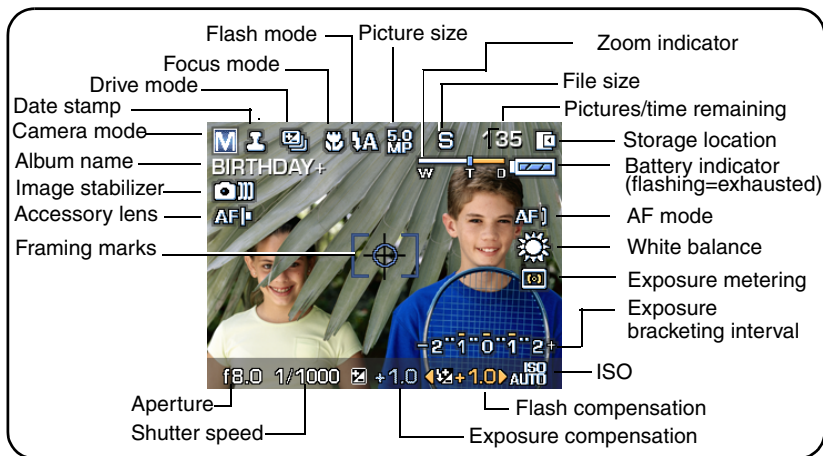 Flash mode
Picture size
Focus mode
Drive mode
Date stamp
Camera mode
Album name
Image stabilizer
Accessory lens
Framing marks
Zoom indicator
File size
Pictures/time remaining
Storage location
Battery indicator
(flashing=exhausted)
AF mode
White balance
Exposure metering
Exposure
bracketing interval
ISO
M
A
5.0
MP
S
135
BIRTHDAY+
W T D
AF
AF
-2 1 0 1 2+
f8.0 1/1000 +1.0 +1.0 ISO
AUTO
Aperture
Shutter speed
Flash compensation
Exposure compensation